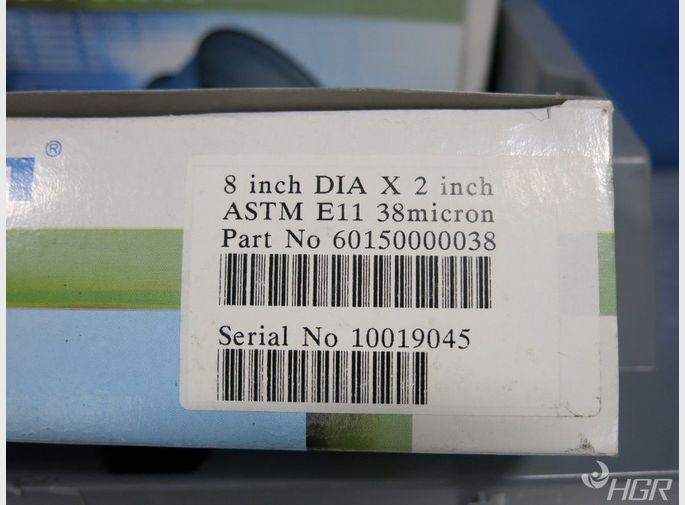 ®
8 inch DIA X 2 inch
ASTM E11 38micron
Part No 60150000038
Serial No 10019045
HGR